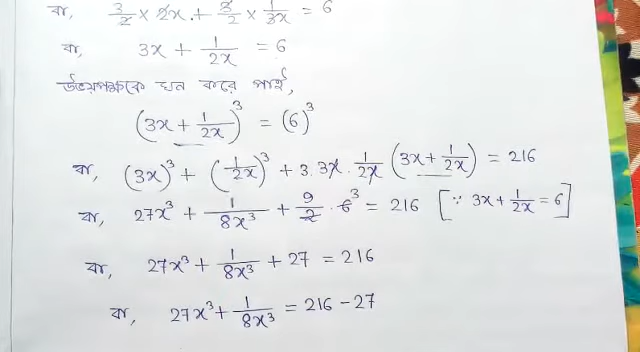 বা, 3/2 × 2x + 3/2 × 1/3x = 6
বা, 3x + 1/2x = 6
উভয়পক্ষকে ঘন করে পাই,
(3x + 1/2x)³ = (6)³
বা, (3x)³ + (1/2x)³ + 3. 3x. 1/2x (3x + 1/2x) = 216
বা, 27x³ + 1/8x³ + 9/2 . 6³ = 216 [∵ 3x + 1/2x = 6]
বা, 27x³ + 1/8x³ + 27 = 216
বা, 27x³ + 1/8x³ = 216 − 27